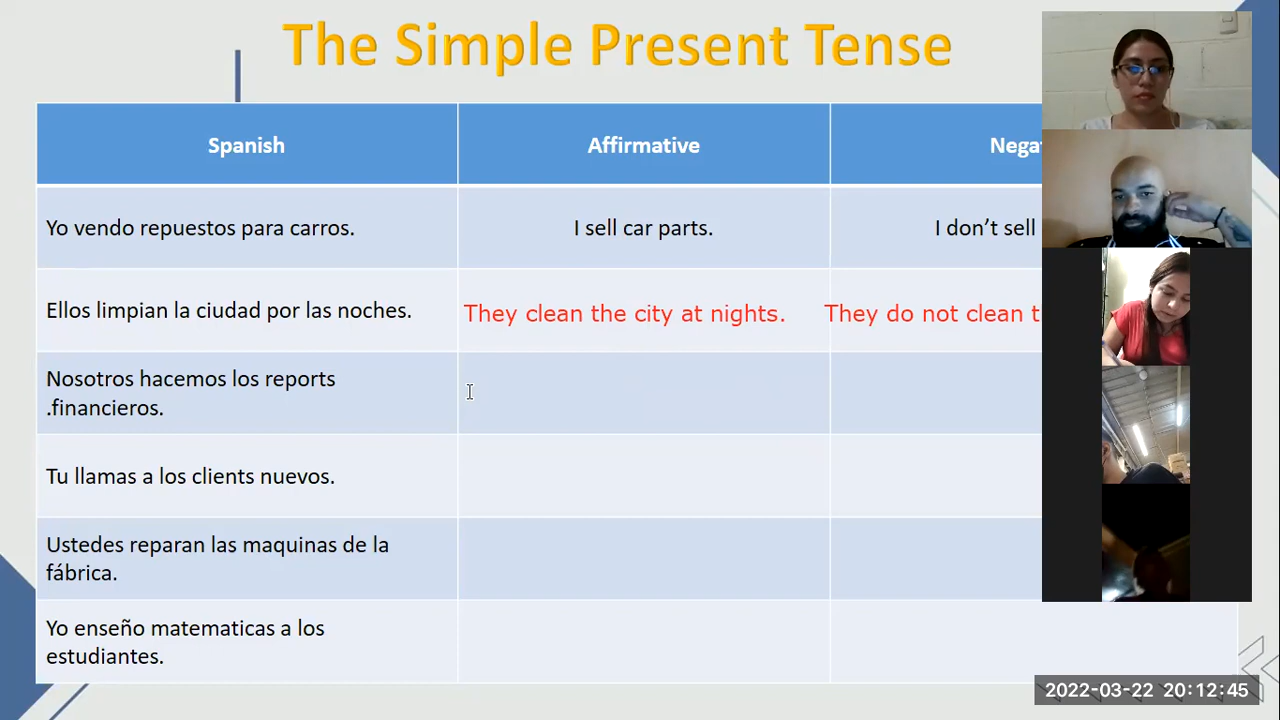 The Simple Present Tense
Spanish
Affirmative
Yo vendo repuestos para carros.
I sell car parts.
I don’t sell
Ellos limpian la ciudad por las noches.
They clean the city at nights.
They do not clean
Nosotros hacemos los reports
.financieros.
Tu llamas a los clients nuevos.
Ustedes reparan las maquinas de la
fábrica.
Yo enseño matematicas a los
estudiantes.
2022-03-22 20:12:45